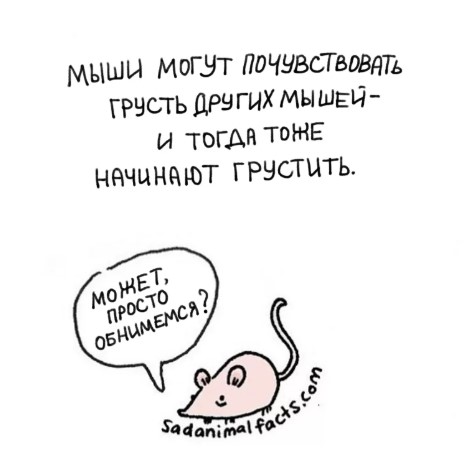 МЫШИ МОГУТ ПОЧУВСТВОВАТЬ
ГРУСТЬ ДРУГИХ МЫШЕЙ-
И ТОГДА ТОЖЕ
НАЧИНАЮТ ГРУСТИТЬ.
МОЖЕТ,
ПРОСТО
ОБНИМЕМСЯ?
sadanimalfacts.com